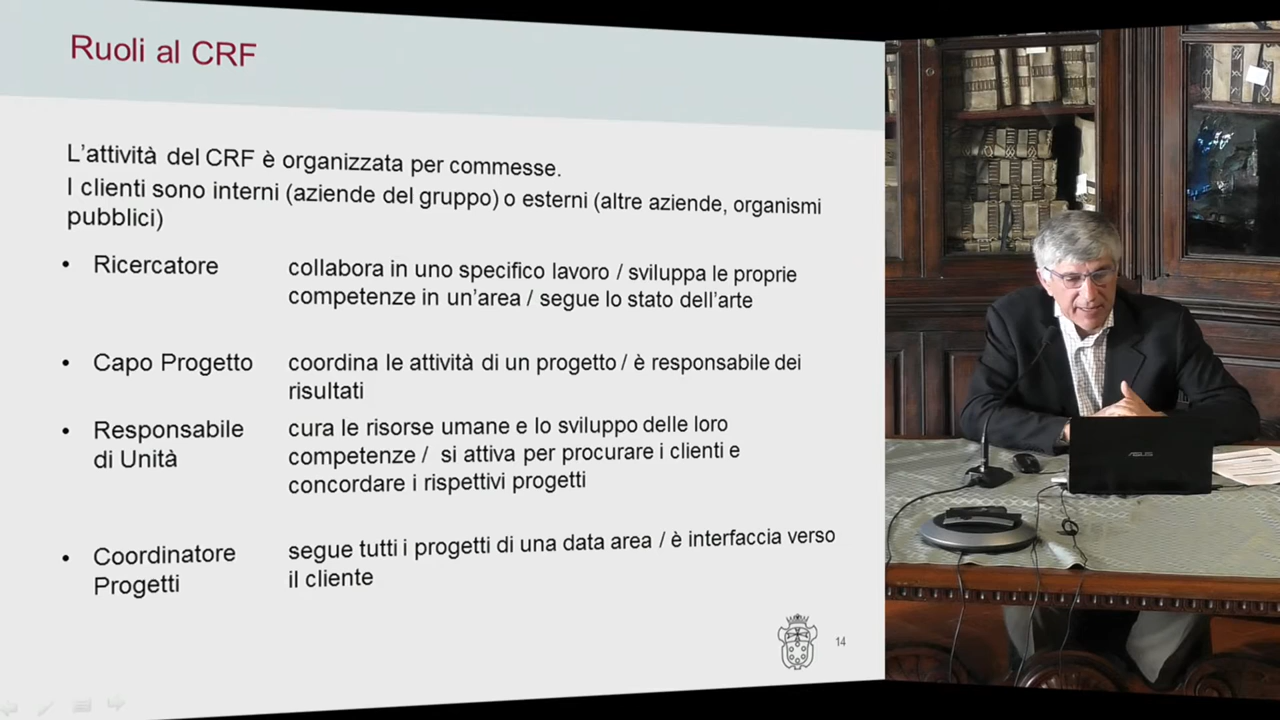 Ruoli al CRF
L'attività del CRF è organizzata per commesse.
I clienti sono interni (aziende del gruppo) o esterni (altre aziende, organismi
pubblici)
• Ricercatore collabora in uno specifico lavoro / sviluppa le proprie
competenze in un'area / segue lo stato dell'arte
• Capo Progetto coordina le attività di un progetto / è responsabile dei
risultati
• Responsabile cura le risorse umane e lo sviluppo delle loro
di Unità competenze / si attiva per procurare i clienti e
concordare i rispettivi progetti
• Coordinatore segue tutti i progetti di una data area / è interfaccia verso
Progetti il cliente
14
ASUS